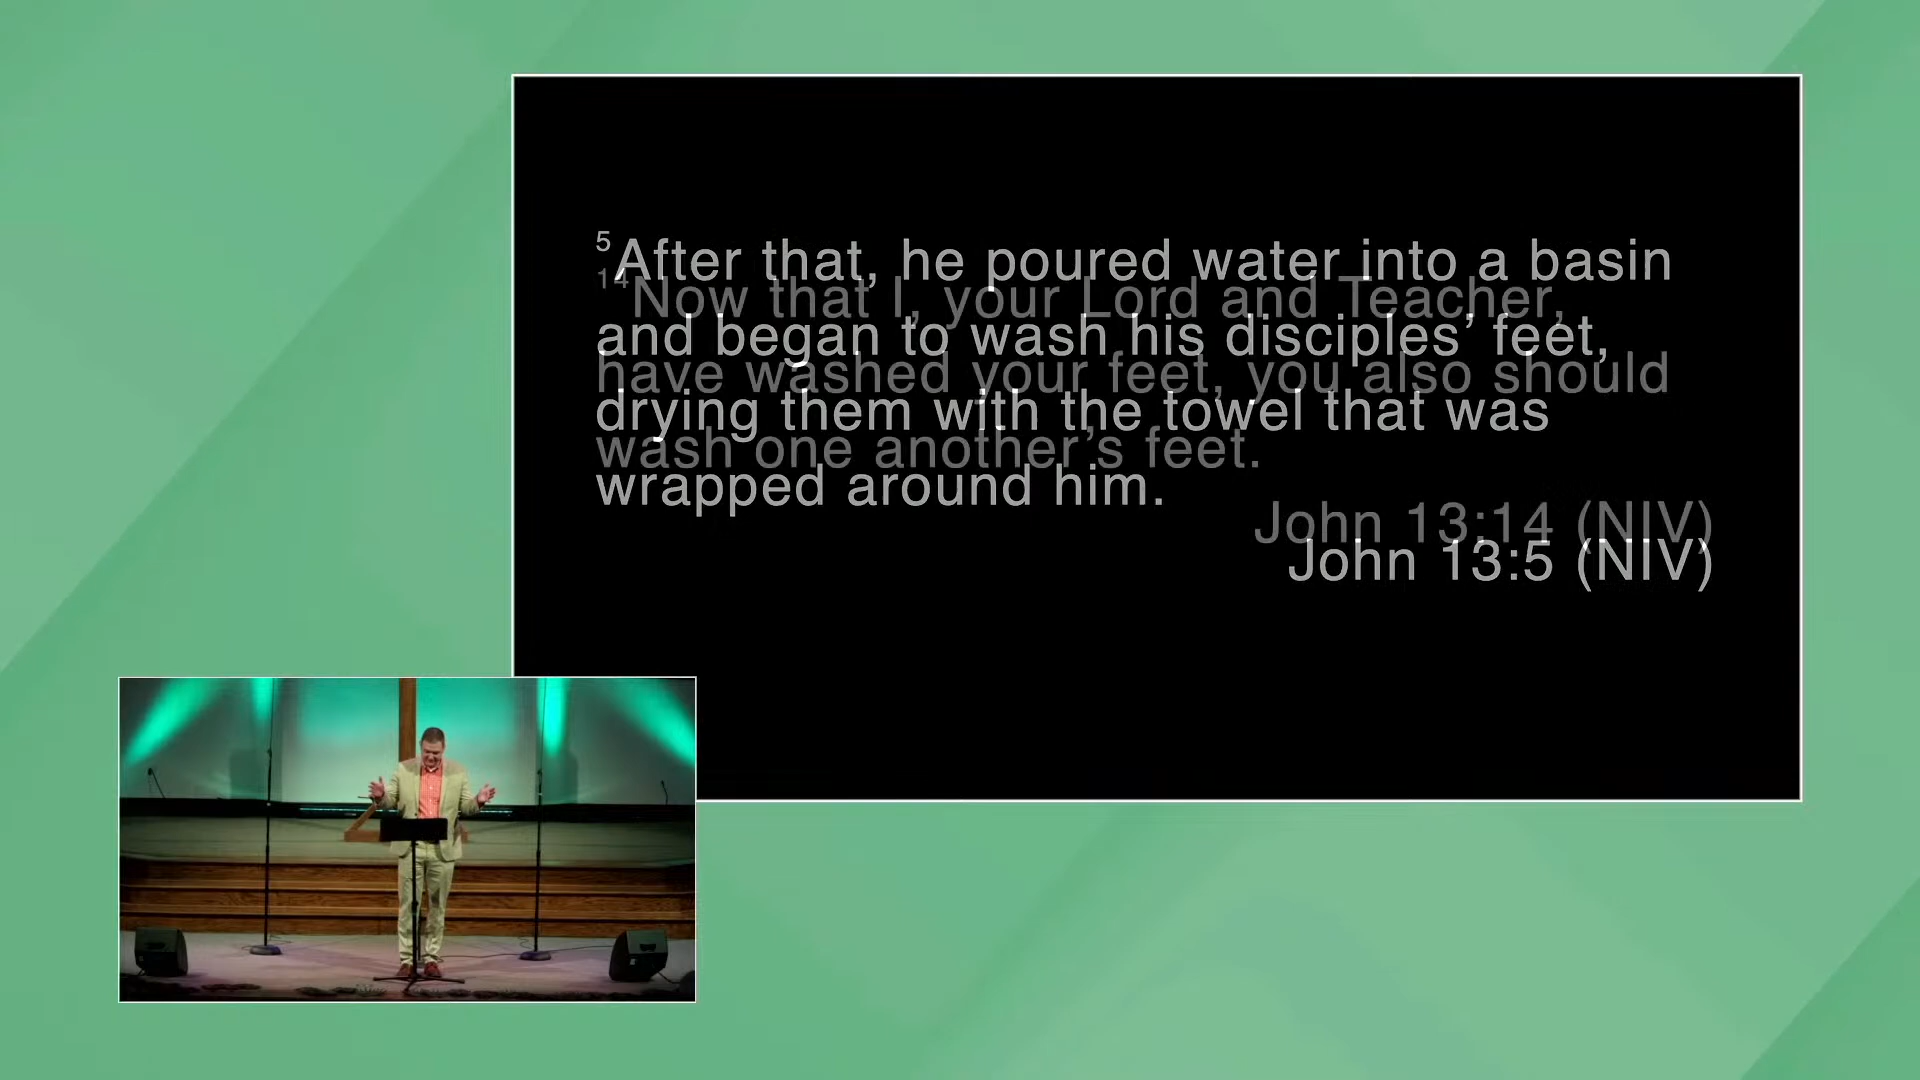 5After that, he poured water into a basin
and began to wash his disciples’ feet,
drying them with the towel that was
wrapped around him.
John 13:5 (NIV)
14Now that I, your Lord and Teacher,
have washed your feet, you also should
wash one another’s feet.
John 13:14 (NIV)